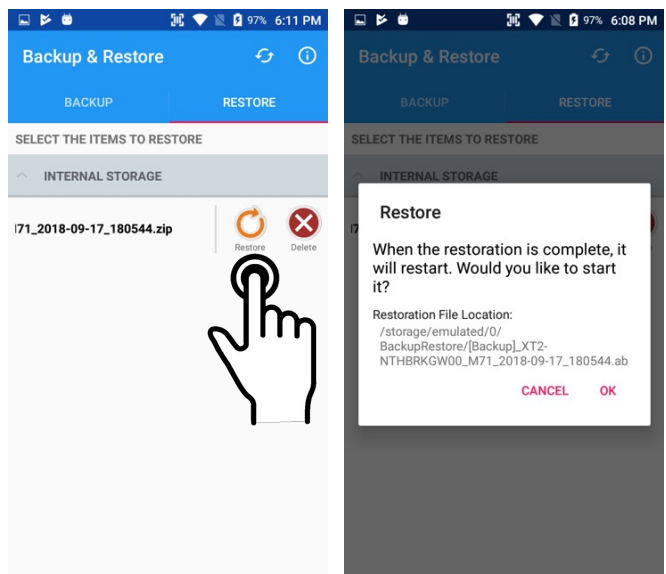 97% 6:11 PM
Backup & Restore
BACKUP RESTORE
SELECT THE ITEMS TO RESTORE
INTERNAL STORAGE
171_2018-09-17_180544.zip
Restore Delete
97% 6:08 PM
Backup & Restore
BACKUP RESTORE
SELECT THE ITEMS TO RESTORE
INTERNAL STORAGE
Restore
When the restoration is complete, it
will restart. Would you like to start
it?
Restoration File Location:
/storage/emulated/0/
BackupRestore/[Backup]_XT2-
NTHBRKGW00_M71_2018-09-17_180544.ab
CANCEL OK